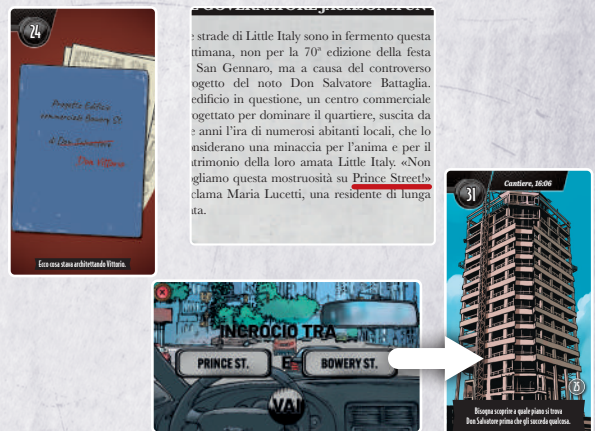 24
Progetto Edificio
commerciale Bowery St.
di Don Salvatore
Don Vittorio
Ecco cosa stava architettando Vittorio.
e strade di Little Italy sono in fermento questa
ttimana, non per la 70ª edizione della festa
San Gennaro, ma a causa del controverso
rogetto del noto Don Salvatore Battaglia.
edificio in questione, un centro commerciale
rogettato per dominare il quartiere, suscita da
e anni l'ira di numerosi abitanti locali, che lo
onsiderano una minaccia per l'anima e per il
atrimonio della loro amata Little Italy. «Non
ogliamo questa mostruosità su Prince Street!»
clama Maria Lucetti, una residente di lunga
ata.
INCROCIO TRA
PRINCE ST.
E
BOWERY ST.
VAI
31
Cantiere, 16:06
25
Bisogna scoprire a quale piano si trova
Don Salvatore prima che gli succeda qualcosa.